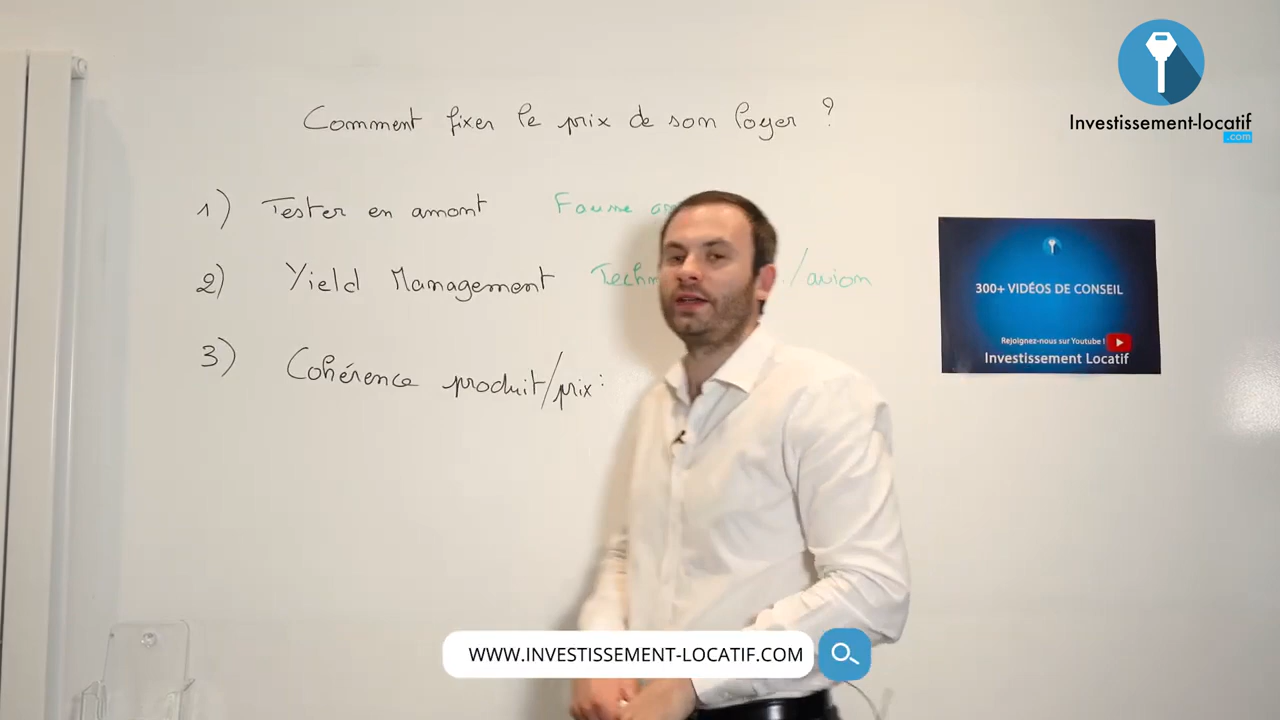 Comment fixer le prix de son loyer ?
1) Tester en amont
2) Yield Management /avion
3) Cohérence produit/prix:
Investissement-locatif
.com
300+ VIDÉOS DE CONSEIL
Rejoignez-nous sur Youtube !
Investissement Locatif
WWW.INVESTISSEMENT-LOCATIF.COM